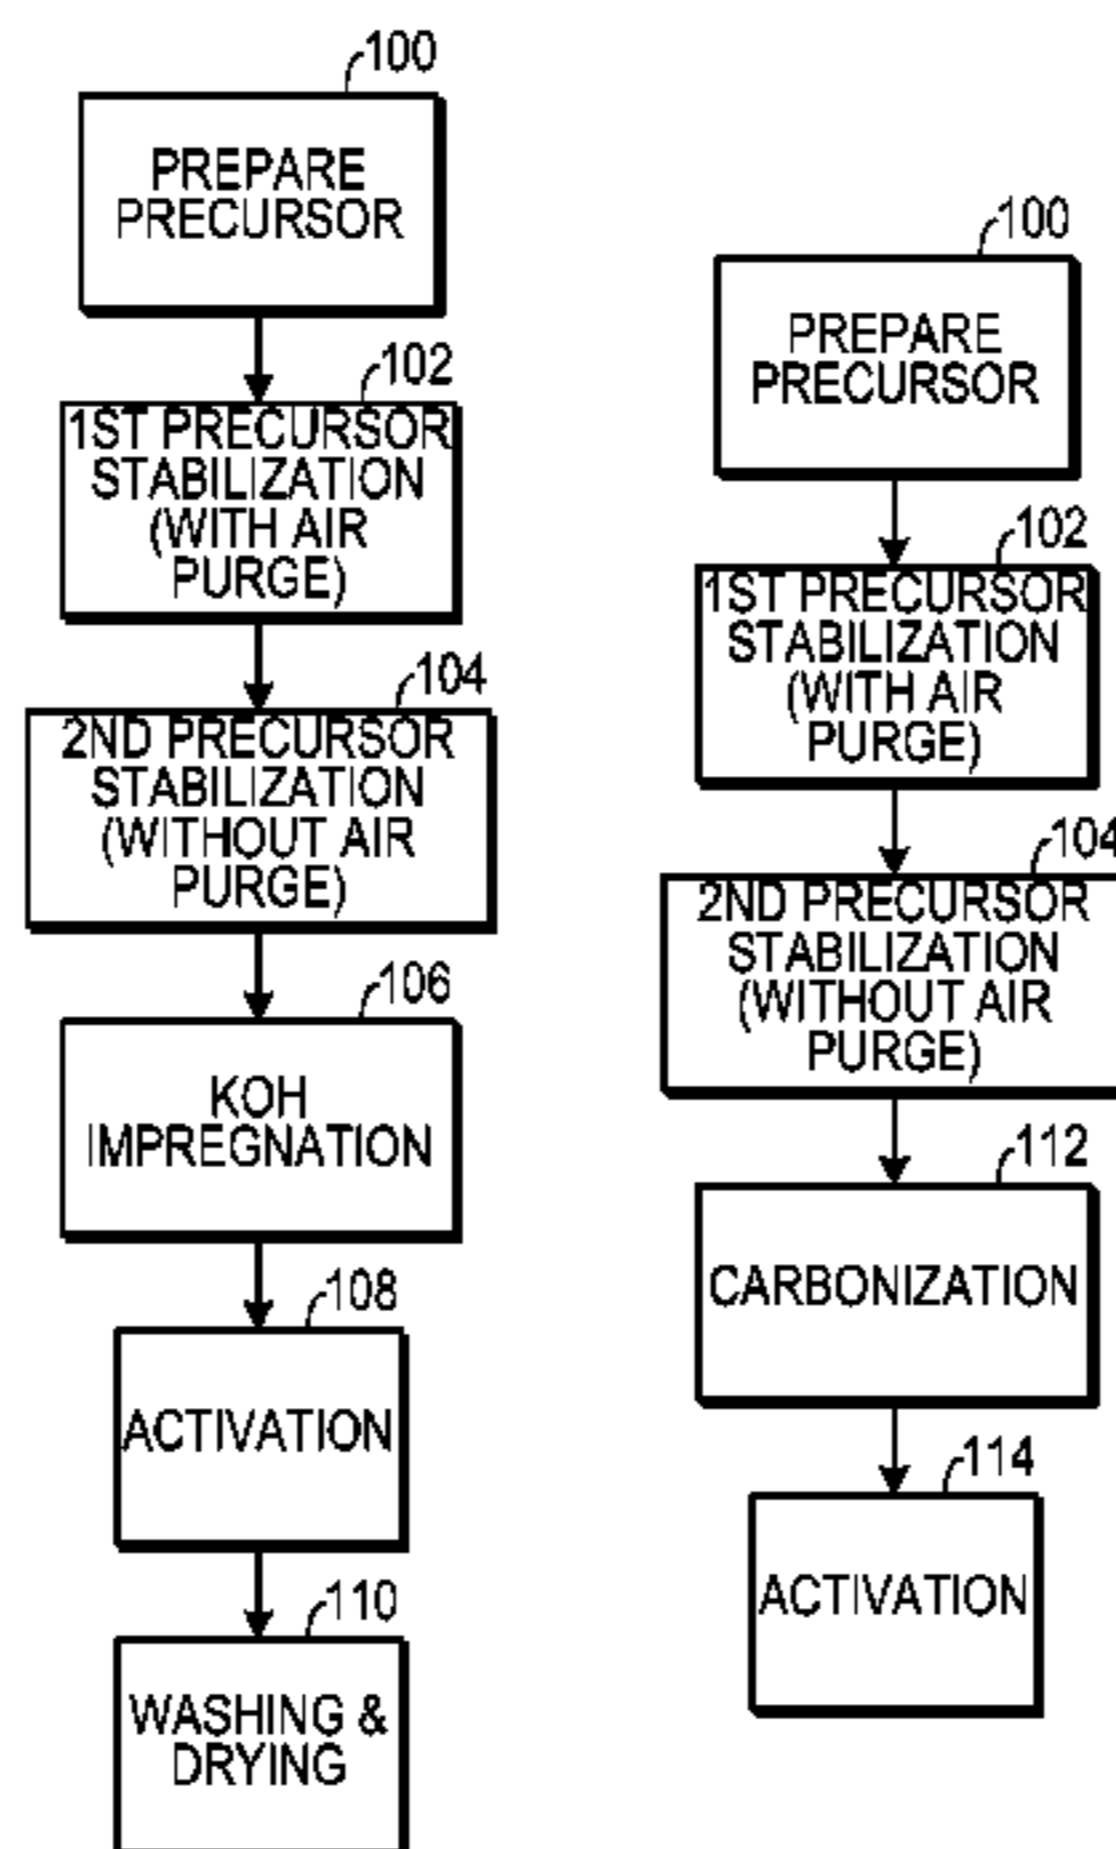 100
PREPARE
PRECURSOR
102
1ST PRECURSOR
STABILIZATION
(WITH AIR
PURGE)
104
2ND PRECURSOR
STABILIZATION
(WITHOUT AIR
PURGE)
106
KOH
IMPREGNATION
108
ACTIVATION
110
WASHING &
DRYING
100
PREPARE
PRECURSOR
102
1ST PRECURSOR
STABILIZATION
(WITH AIR
PURGE)
104
2ND PRECURSOR
STABILIZATION
(WITHOUT AIR
PURGE)
112
CARBONIZATION
114
ACTIVATION